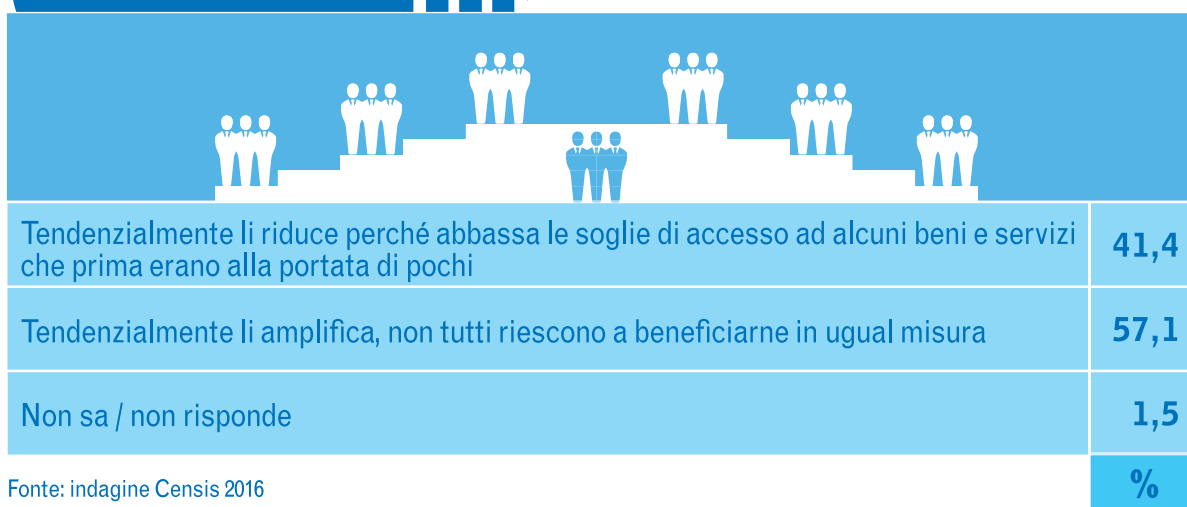 Tendenzialmente li riduce perché abbassa le soglie di accesso ad alcuni beni e servizi
che prima erano alla portata di pochi
41,4
Tendenzialmente li amplifica, non tutti riescono a beneficiarne in ugual misura
57,1
Non sa / non risponde
1,5
Fonte: indagine Censis 2016
%